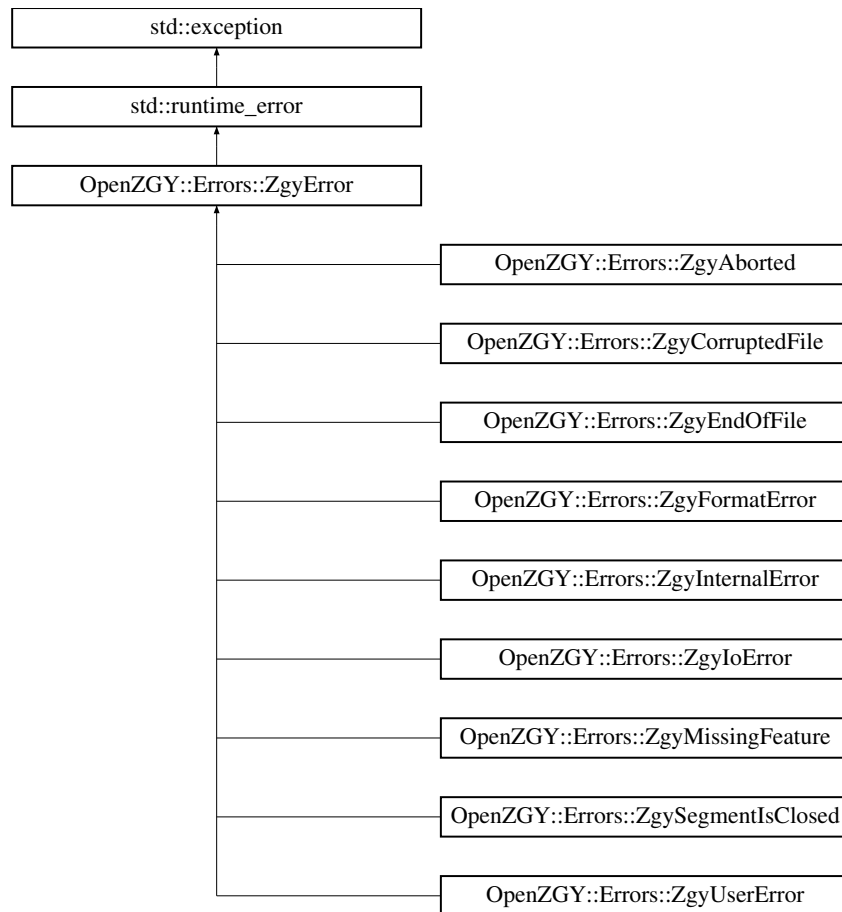 std::exception
std::runtime_error
OpenZGY::Errors::ZgyError
OpenZGY::Errors::ZgyAborted
OpenZGY::Errors::ZgyCorruptedFile
OpenZGY::Errors::ZgyEndOfFile
OpenZGY::Errors::ZgyFormatError
OpenZGY::Errors::ZgyInternalError
OpenZGY::Errors::ZgyIoError
OpenZGY::Errors::ZgyMissingFeature
OpenZGY::Errors::ZgySegmentIsClosed
OpenZGY::Errors::ZgyUserError